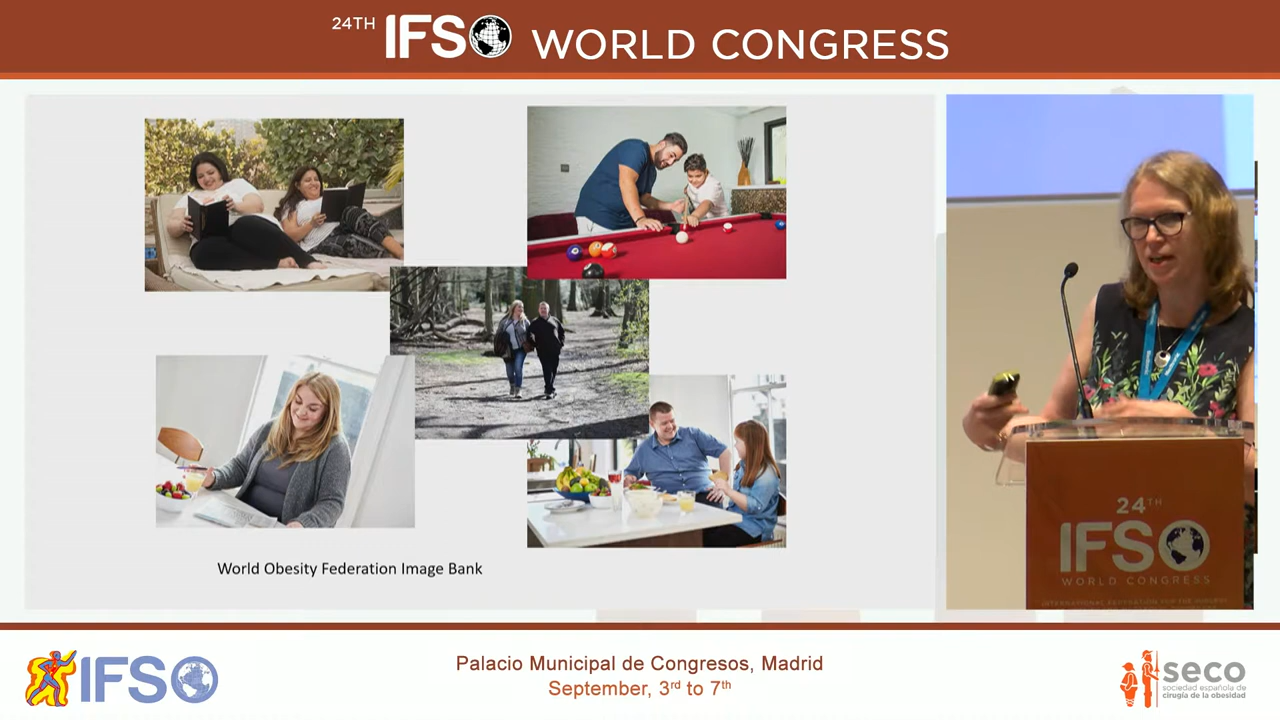 24TH IFSO WORLD CONGRESS
World Obesity Federation Image Bank
24TH
IFSO
WORLD CONGRESS
IFSO
Palacio Municipal de Congresos, Madrid
September, 3rd to 7th
seco
sociedad española de
cirugía de la obesidad